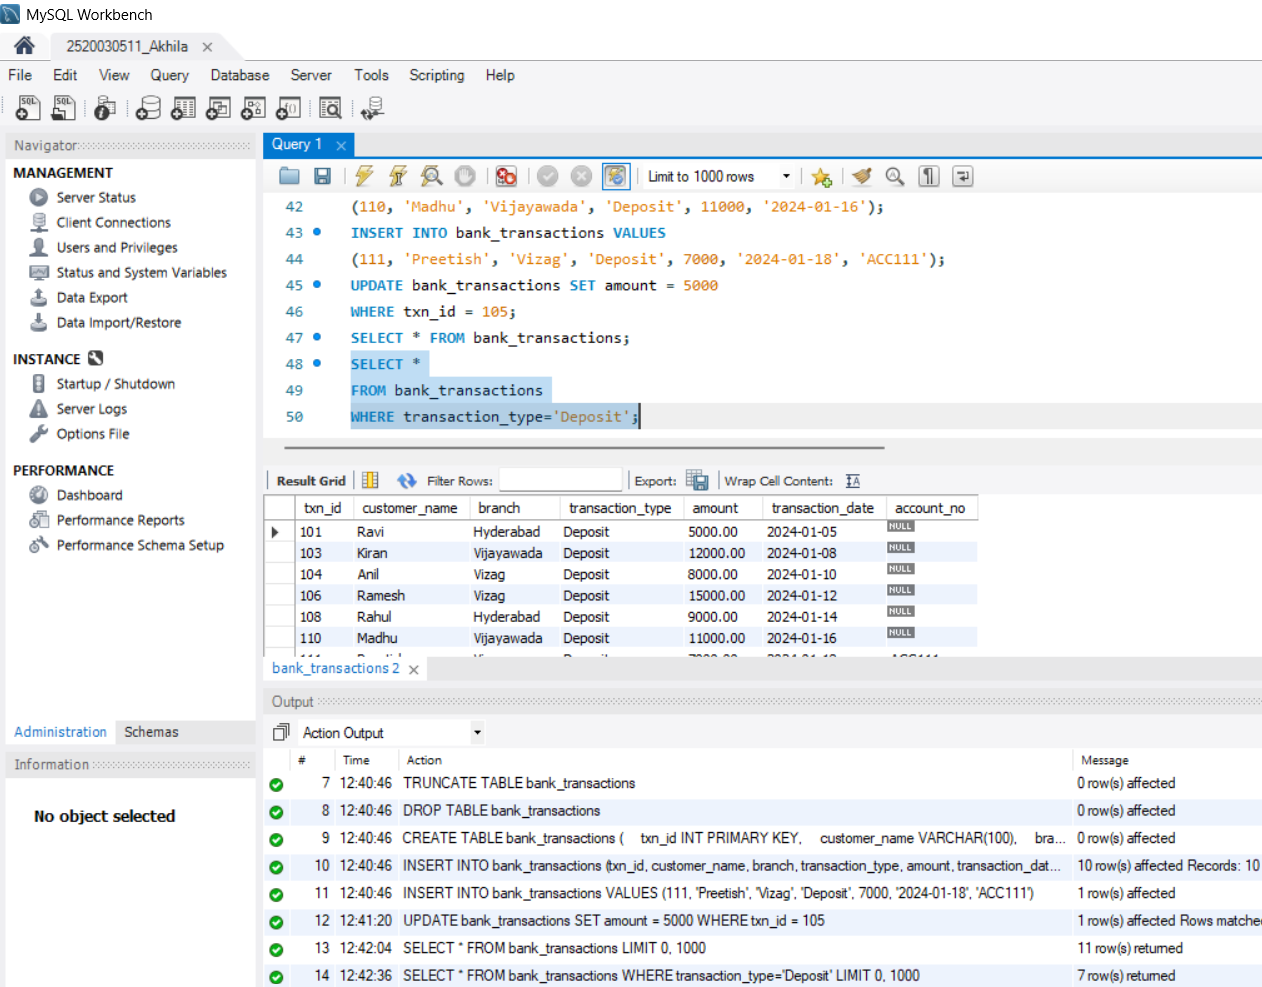 MySQL Workbench
2520030511_Akhila
File Edit View Query Database Server Tools Scripting Help
Navigator
MANAGEMENT
Server Status
Client Connections
Users and Privileges
Status and System Variables
Data Export
Data Import/Restore
INSTANCE
Startup / Shutdown
Server Logs
Options File
PERFORMANCE
Dashboard
Performance Reports
Performance Schema Setup
Administration Schemas
Information
No object selected
Query 1
Limit to 1000 rows
42 (110, 'Madhu', 'Vijayawada', 'Deposit', 11000, '2024-01-16');
43 INSERT INTO bank_transactions VALUES
44 (111, 'Preetish', 'Vizag', 'Deposit', 7000, '2024-01-18', 'ACC111');
45 UPDATE bank_transactions SET amount = 5000
46 WHERE txn_id = 105;
47 SELECT * FROM bank_transactions;
48 SELECT *
49 FROM bank_transactions
50 WHERE transaction_type='Deposit';
Result Grid Filter Rows: Export: Wrap Cell Content:
txn_id customer_name branch transaction_type amount transaction_date account_no
101 Ravi Hyderabad Deposit 5000.00 2024-01-05 NULL
103 Kiran Vijayawada Deposit 12000.00 2024-01-08 NULL
104 Anil Vizag Deposit 8000.00 2024-01-10 NULL
106 Ramesh Vizag Deposit 15000.00 2024-01-12 NULL
108 Rahul Hyderabad Deposit 9000.00 2024-01-14 NULL
110 Madhu Vijayawada Deposit 11000.00 2024-01-16 NULL
bank_transactions 2
Output
Action Output
# Time Action Message
7 12:40:46 TRUNCATE TABLE bank_transactions 0 row(s) affected
8 12:40:46 DROP TABLE bank_transactions 0 row(s) affected
9 12:40:46 CREATE TABLE bank_transactions ( txn_id INT PRIMARY KEY, customer_name VARCHAR(100), bra... 0 row(s) affected
10 12:40:46 INSERT INTO bank_transactions (txn_id, customer_name, branch, transaction_type, amount, transaction_dat... 10 row(s) affected Records: 10
11 12:40:46 INSERT INTO bank_transactions VALUES (111, 'Preetish', 'Vizag', 'Deposit', 7000, '2024-01-18', 'ACC111') 1 row(s) affected
12 12:41:20 UPDATE bank_transactions SET amount = 5000 WHERE txn_id = 105 1 row(s) affected Rows matche
13 12:42:04 SELECT * FROM bank_transactions LIMIT 0, 1000 11 row(s) returned
14 12:42:36 SELECT * FROM bank_transactions WHERE transaction_type='Deposit' LIMIT 0, 1000 7 row(s) returned